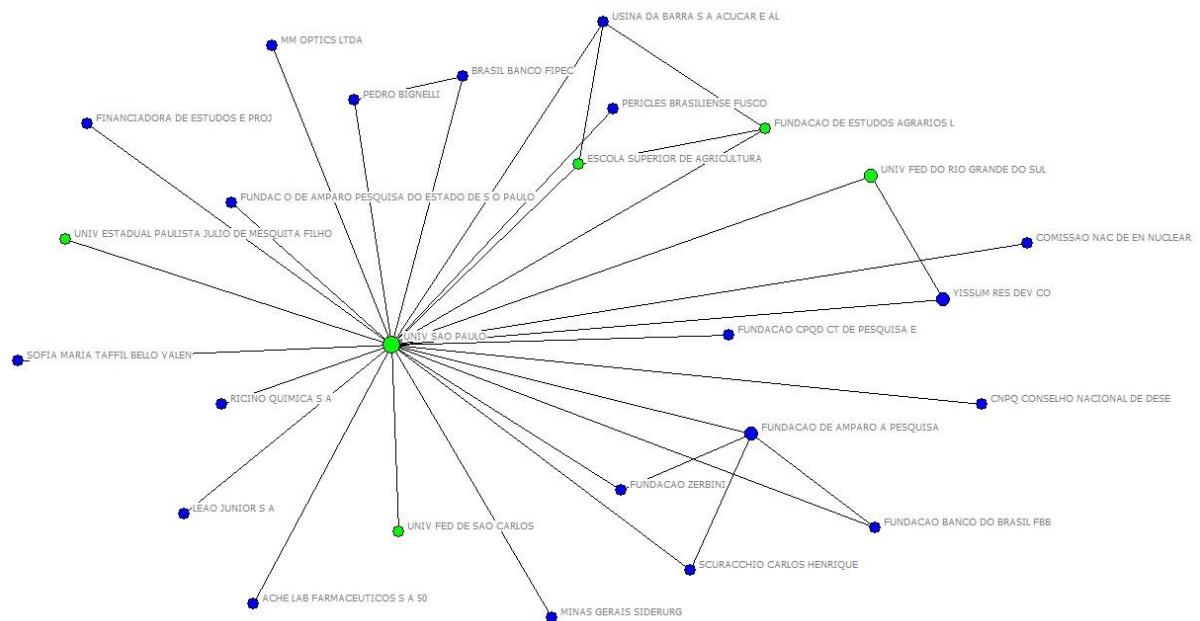 USINA DA BARRA S A ACUCAR E AL
MM OPTICS LTDA
BRASIL BANCO FIPEC
PEDRO BIGNELLI
PERICLES BRASILIENSE FUSCO
FINANCIADORA DE ESTUDOS E PROJ
FUNDACAO DE ESTUDOS AGRARIOS L
ESCOLA SUPERIOR DE AGRICULTURA
UNIV FED DO RIO GRANDE DO SUL
FUNDAC O DE AMPARO PESQUISA DO ESTADO DE S O PAULO
UNIV ESTADUAL PAULISTA JULIO DE MESQUITA FILHO
COMISSAO NAC DE EN NUCLEAR
YISSUM RES DEV CO
FUNDACAO CPQD CT DE PESQUISA E
UNIV SAO PAULO
SOFIA MARIA TAFFIL BELLO VALEN
RICINO QUIMICA S A
CNPQ CONSELHO NACIONAL DE DESE
FUNDACAO DE AMPARO A PESQUISA
FUNDACAO ZERBINI
LEAO JUNIOR S A
UNIV FED DE SAO CARLOS
FUNDACAO BANCO DO BRASIL FBB
SCURACCHIO CARLOS HENRIQUE
ACHE LAB FARMACEUTICOS S A 50
MINAS GERAIS SIDERURG